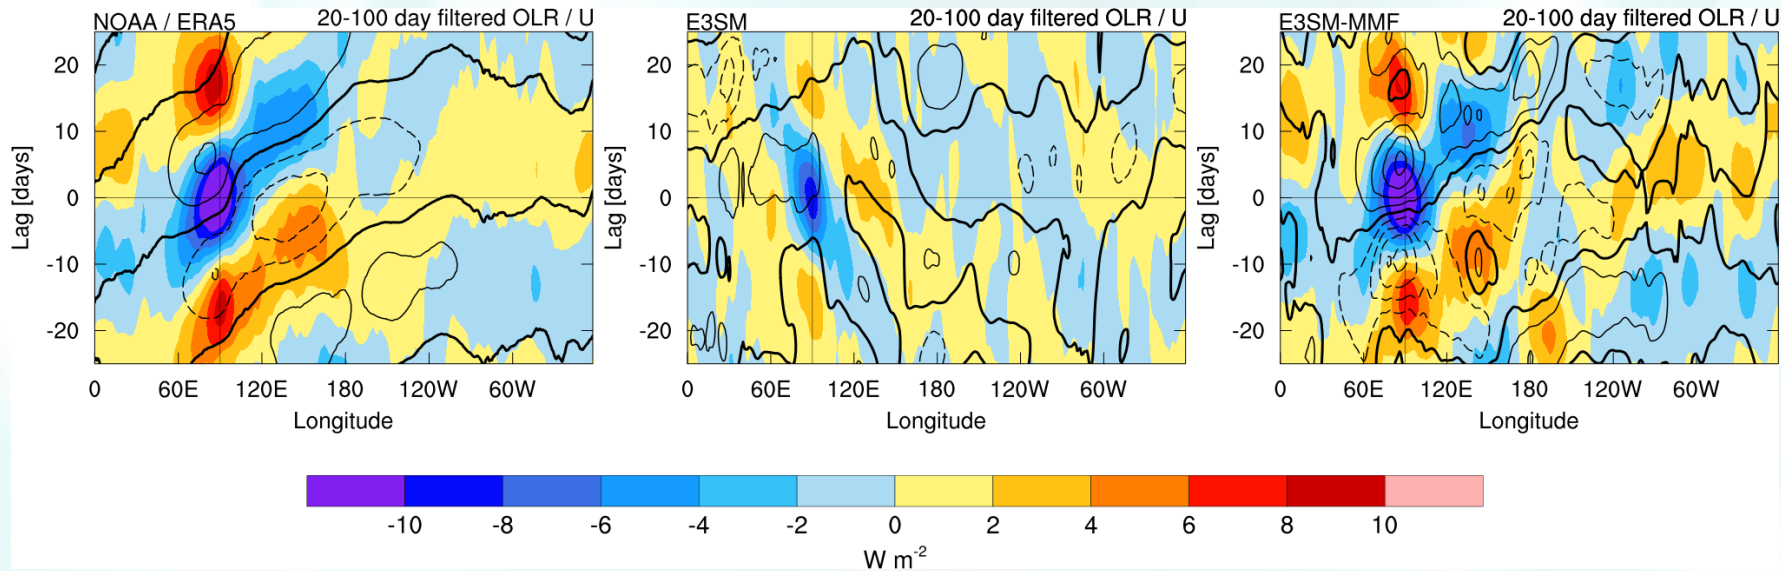 NOAA / ERA5 20-100 day filtered OLR / U
20
10
0
-10
-20
Lag [days]
0 60E 120E 180 120W 60W
Longitude
E3SM 20-100 day filtered OLR / U
20
10
0
-10
-20
Lag [days]
0 60E 120E 180 120W 60W
Longitude
E3SM-MMF 20-100 day filtered OLR / U
20
10
0
-10
-20
Lag [days]
0 60E 120E 180 120W 60W
Longitude
-10 -8 -6 -4 -2 0 2 4 6 8 10
W m⁻²